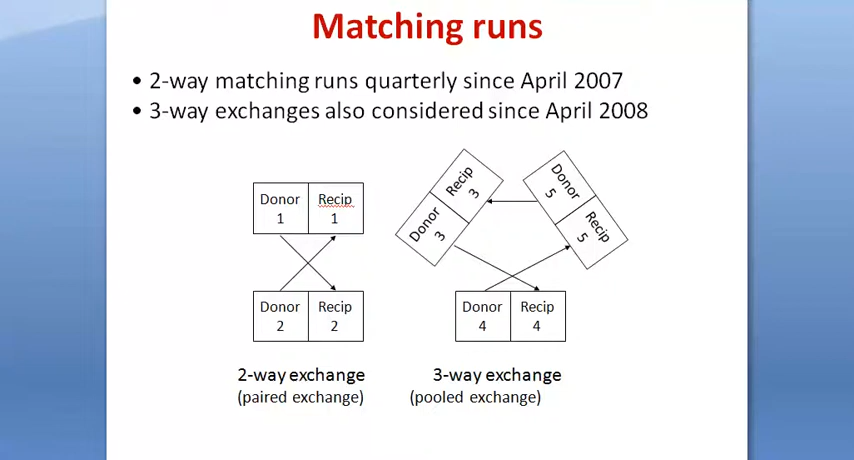 Matching runs
• 2-way matching runs quarterly since April 2007
• 3-way exchanges also considered since April 2008
Donor 1
Recip 1
Donor 2
Recip 2
Donor 3
Recip 3
Donor 5
Recip 5
Donor 4
Recip 4
2-way exchange
(paired exchange)
3-way exchange
(pooled exchange)